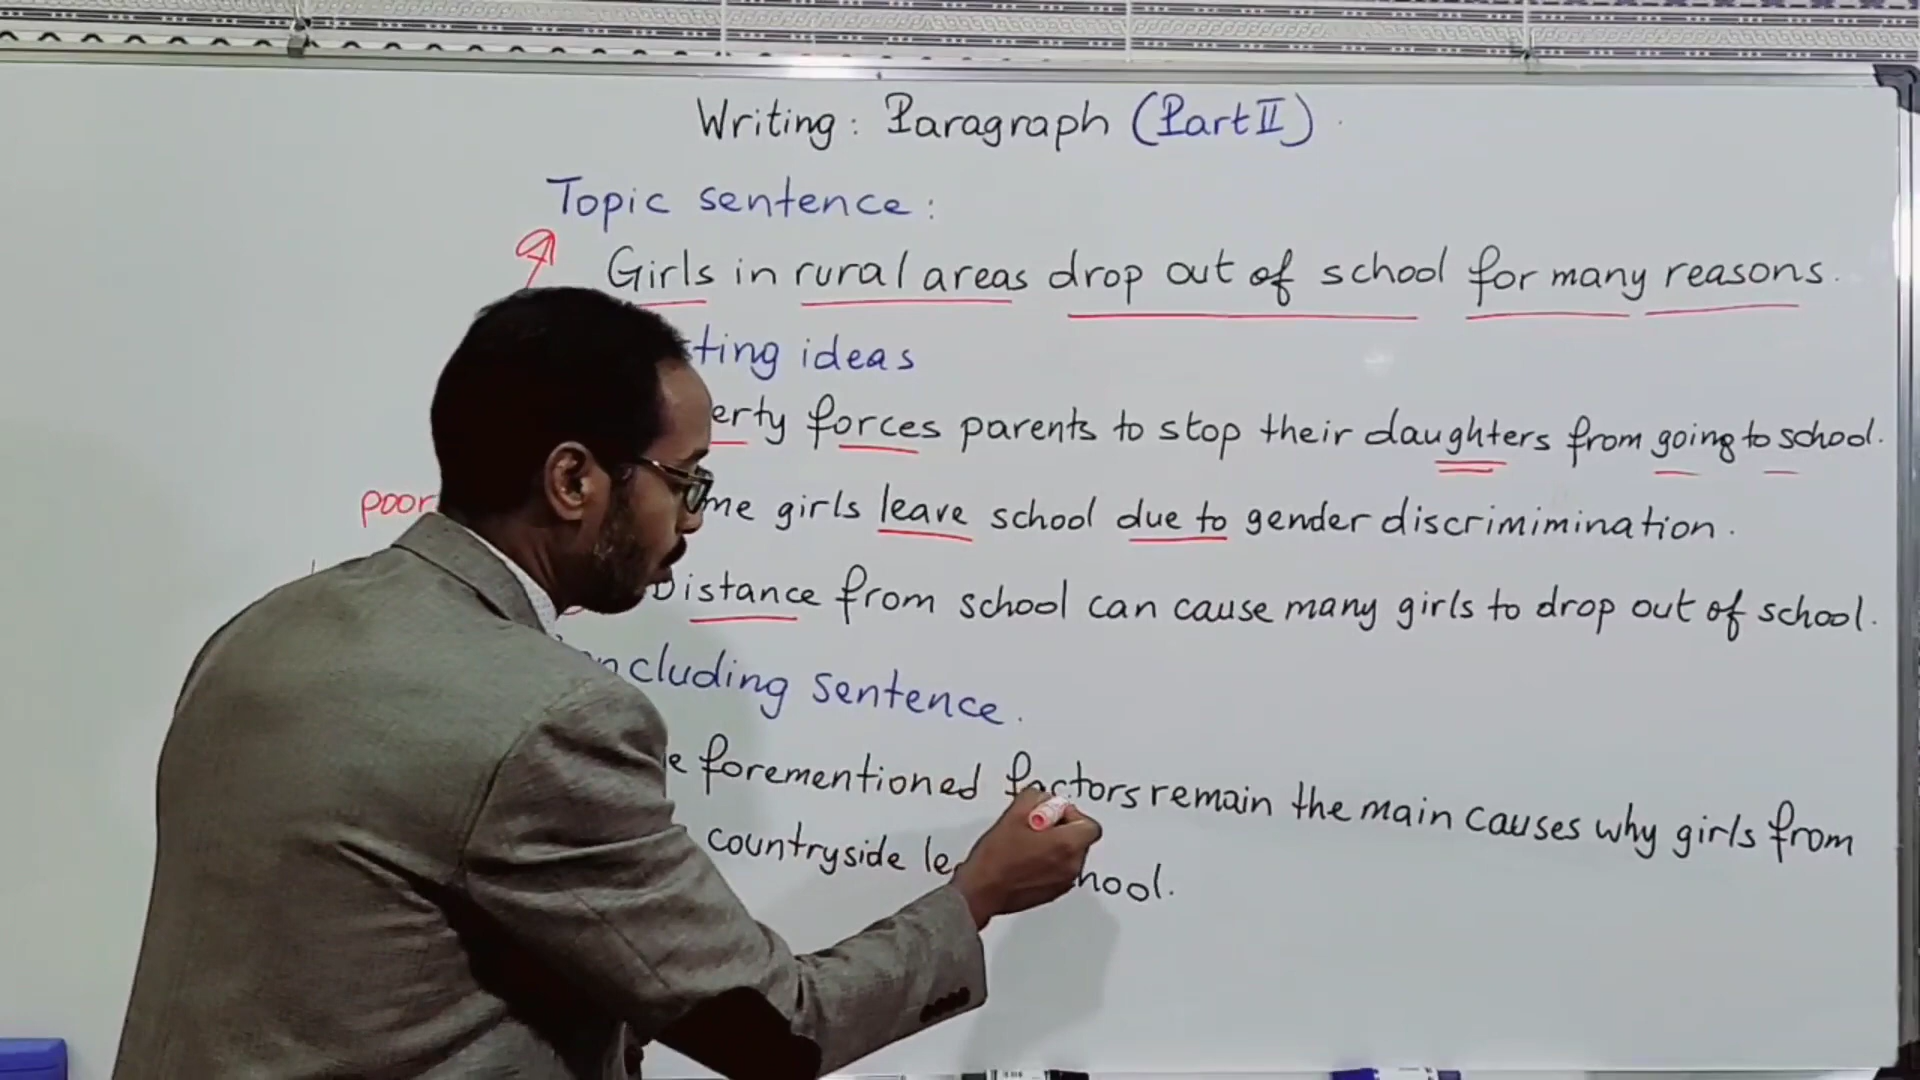 Writing: Paragraph (Part II).
Topic sentence:
Girls in rural areas drop out of school for many reasons.
ting ideas
erty forces parents to stop their daughters from going to school.
poor
me girls leave school due to gender discrimimination.
Distance from school can cause many girls to drop out of school.
ncluding sentence.
e forementioned factors remain the main causes why girls from
countryside le hool.